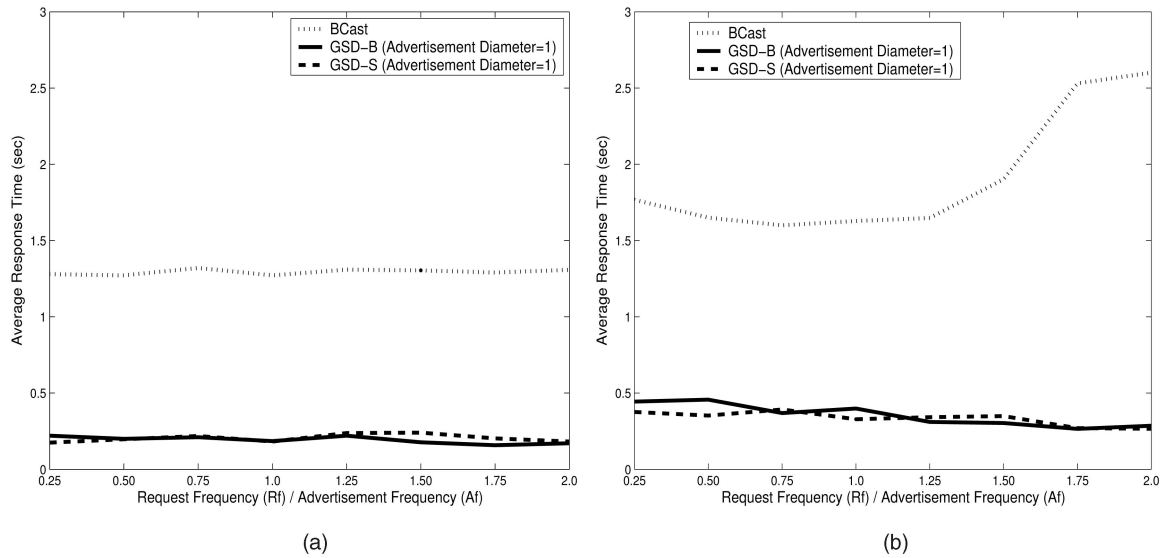 3
2.5
2
1.5
1
0.5
0
BCast
GSD-B (Advertisement Diameter=1)
GSD-S (Advertisement Diameter=1)
Average Response Time (sec)
0.25 0.50 0.75 1.0 1.25 1.50 1.75 2.0
Request Frequency (Rf) / Advertisement Frequency (Af)
(a)
3
2.5
2
1.5
1
0.5
0
BCast
GSD-B (Advertisement Diameter=1)
GSD-S (Advertisement Diameter=1)
Average Response Time (sec)
0.25 0.50 0.75 1.0 1.25 1.50 1.75 2.0
Request Frequency (Rf) / Advertisement Frequency (Af)
(b)